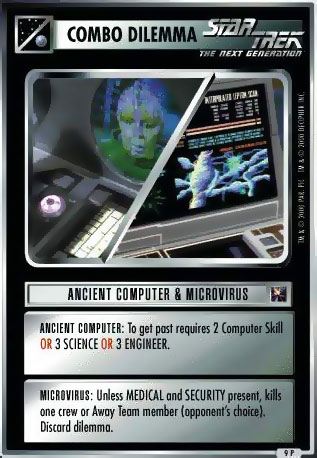 COMBO DILEMMA
STAR TREK
THE NEXT GENERATION
INTERPOLATED LEPTON SCAN
ANCIENT COMPUTER & MICROVIRUS
ANCIENT COMPUTER: To get past requires 2 Computer Skill
OR 3 SCIENCE OR 3 ENGINEER.
MICROVIRUS: Unless MEDICAL and SECURITY present, kills
one crew or Away Team member (opponent's choice).
Discard dilemma.
9 P
TM & © 2000 PAR. PIC. TM & © 2000 DECIPHER INC.